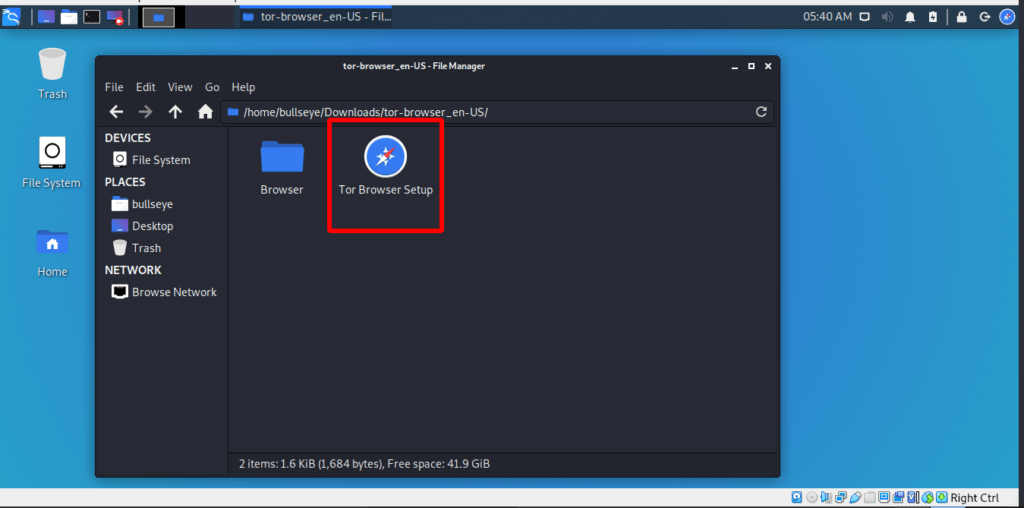 tor-browser_en-US - Fil...
05:40 AM
Trash
File System
Home
tor-browser_en-US - File Manager
File Edit View Go Help
/home/bullseye/Downloads/tor-browser_en-US/
DEVICES
File System
PLACES
bullseye
Desktop
Trash
NETWORK
Browse Network
Browser
Tor Browser Setup
2 items: 1.6 KiB (1,684 bytes), Free space: 41.9 GiB
Right Ctrl